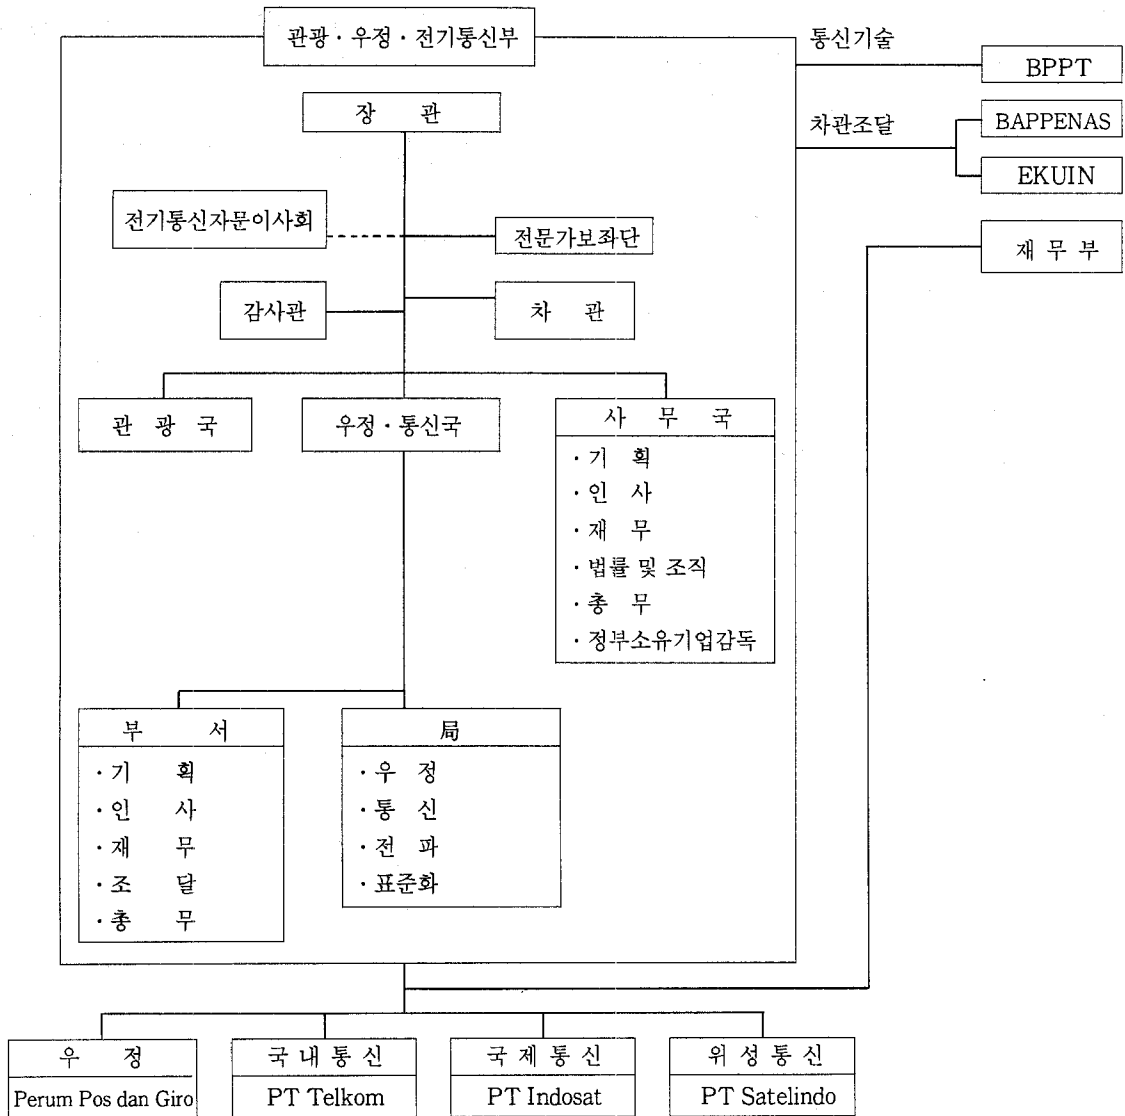 관광·우정·전기통신부
통신기술
BPPT
장 관
차관조달
BAPPENAS
EKUIN
전기통신자문이사회
전문가보좌단
재 무 부
감사관
차 관
관 광 국
우정·통신국
사 무 국
·기 획
·인 사
·재 무
·법률 및 조직
·총 무
·정부소유기업감독
부 서
·기 획
·인 사
·재 무
·조 달
·총 무
局
·우 정
·통 신
·전 파
·표준화
우 정
Perum Pos dan Giro
국 내 통 신
PT Telkom
국 제 통 신
PT Indosat
위 성 통 신
PT Satelindo